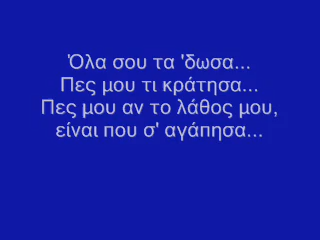 Όλα σου τα 'δωσα...
Πες μου τι κράτησα...
Πες μου αν το λάθος μου,
είναι που σ' αγάπησα...